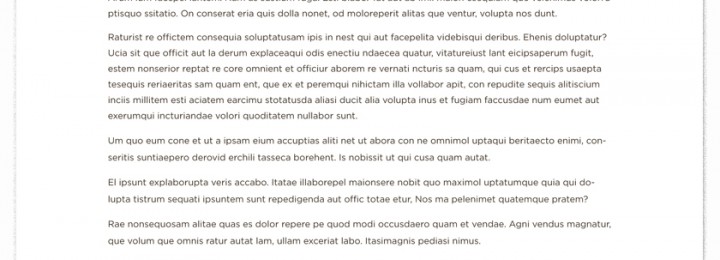 ptisquo ssitatio. On conserat eria quis dolla nonet, od moloreperit alitas que ventur, volupta nos dunt.
Raturist re offictem consequia soluptatusam ipis in nest qui aut facepelita videbisqui deribus. Ehenis doluptatur?
Ucia sit que officit aut la derum explaceaqui odis enectiu ndaecea quatur, vitatureiust lant eicipsaperum fugit,
estem nonserior reptat re core omnient et officiur aborem re vernati ncturis sa quam, qui cus et rercips usaepta
tesequis reriaeritas sam quam ent, que ex et peremqui nihictam illa vollabor apit, con repudite sequis alitiscium
inciis millitem esti aciatem earcimu stotatusda aliasi ducit alia volupta inus et fugiam faccusdae num eumet aut
exerumqui incturiandae volori quoditatem nullabor sunt.
Um quo eum cone et ut a ipsam eium accuptias aliti net ut abora con ne omnimol uptaqui beritaecto enimi, con-
seritis suntiaepero derovid erchili tasseca borehent. Is nobissit ut qui cusa quam autat.
El ipsunt explaborupta veris accabo. Itatae illaborepel maionsere nobit quo maximol uptatumque quia qui do-
lupta tistrum sequati ipsuntem sunt repedigenda aut offic totae etur, Nos ma pelenimet quatemque pratem?
Rae nonsequosam alitae quas es dolor repere pe quod modi occusdaero quam et vendae. Agni vendus magnatur,
que volum que omnis ratur autat lam, ullam exceriat labo. Itasimagnis pediasi nimus.